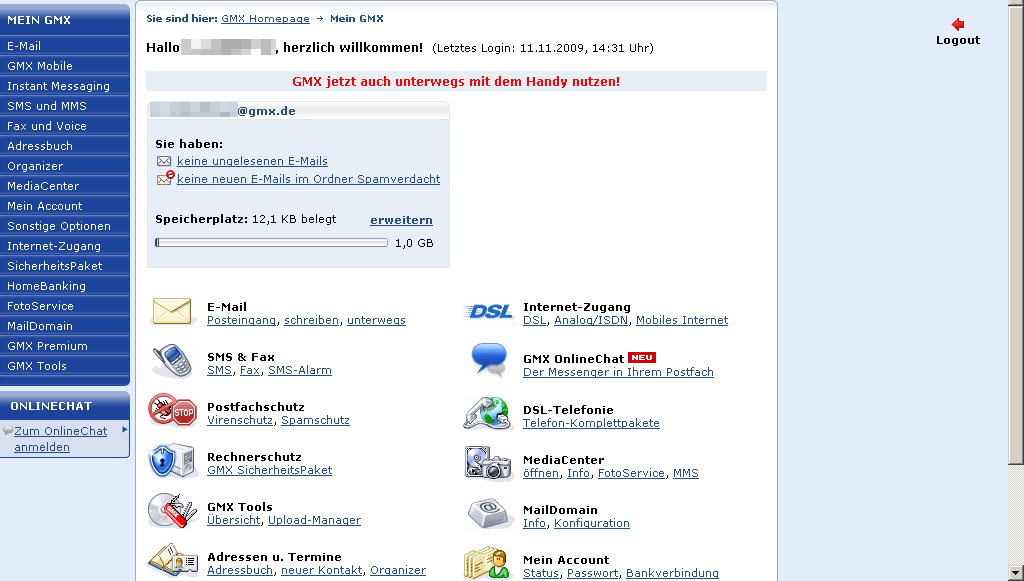 MEIN GMX
E-Mail
GMX Mobile
Instant Messaging
SMS und MMS
Fax und Voice
Adressbuch
Organizer
MediaCenter
Mein Account
Sonstige Optionen
Internet-Zugang
SicherheitsPaket
HomeBanking
FotoService
MailDomain
GMX Premium
GMX Tools
ONLINECHAT
Zum OnlineChat
anmelden
Sie sind hier: GMX Homepage → Mein GMX
Hallo , herzlich willkommen! (Letztes Login: 11.11.2009, 14:31 Uhr)
GMX jetzt auch unterwegs mit dem Handy nutzen!
@gmx.de
Sie haben:
keine ungelesenen E-Mails
keine neuen E-Mails im Ordner Spamverdacht
Speicherplatz: 12,1 KB belegt erweitern
1,0 GB
E-Mail
Posteingang, schreiben, unterwegs
SMS & Fax
SMS, Fax, SMS-Alarm
STOP
Postfachschutz
Virenschutz, Spamschutz
Rechnerschutz
GMX SicherheitsPaket
GMX Tools
Übersicht, Upload-Manager
Adressen u. Termine
Adressbuch, neuer Kontakt, Organizer
DSL
Internet-Zugang
DSL, Analog/ISDN, Mobiles Internet
GMX OnlineChat NEU
Der Messenger in Ihrem Postfach
DSL-Telefonie
Telefon-Komplettpakete
MediaCenter
öffnen, Info, FotoService, MMS
@
MailDomain
Info, Konfiguration
Mein Account
Status, Passwort, Bankverbindung
Logout